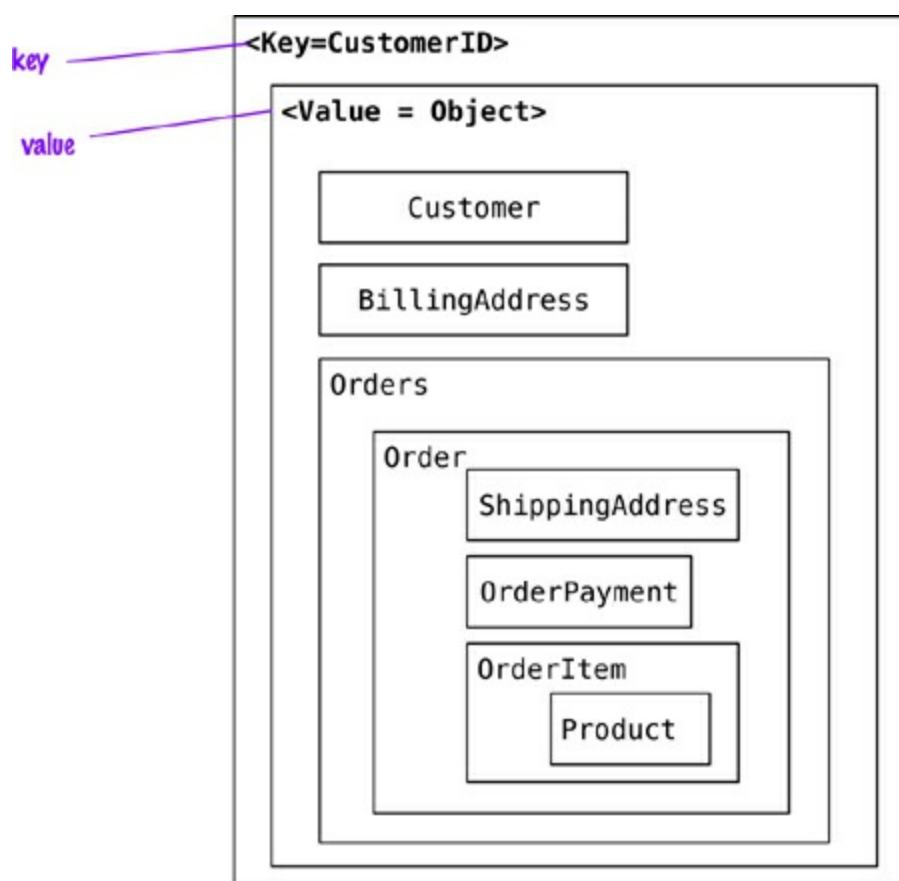 key
<Key=CustomerID>
value
<Value = Object>
Customer
BillingAddress
Orders
Order
ShippingAddress
OrderPayment
OrderItem
Product